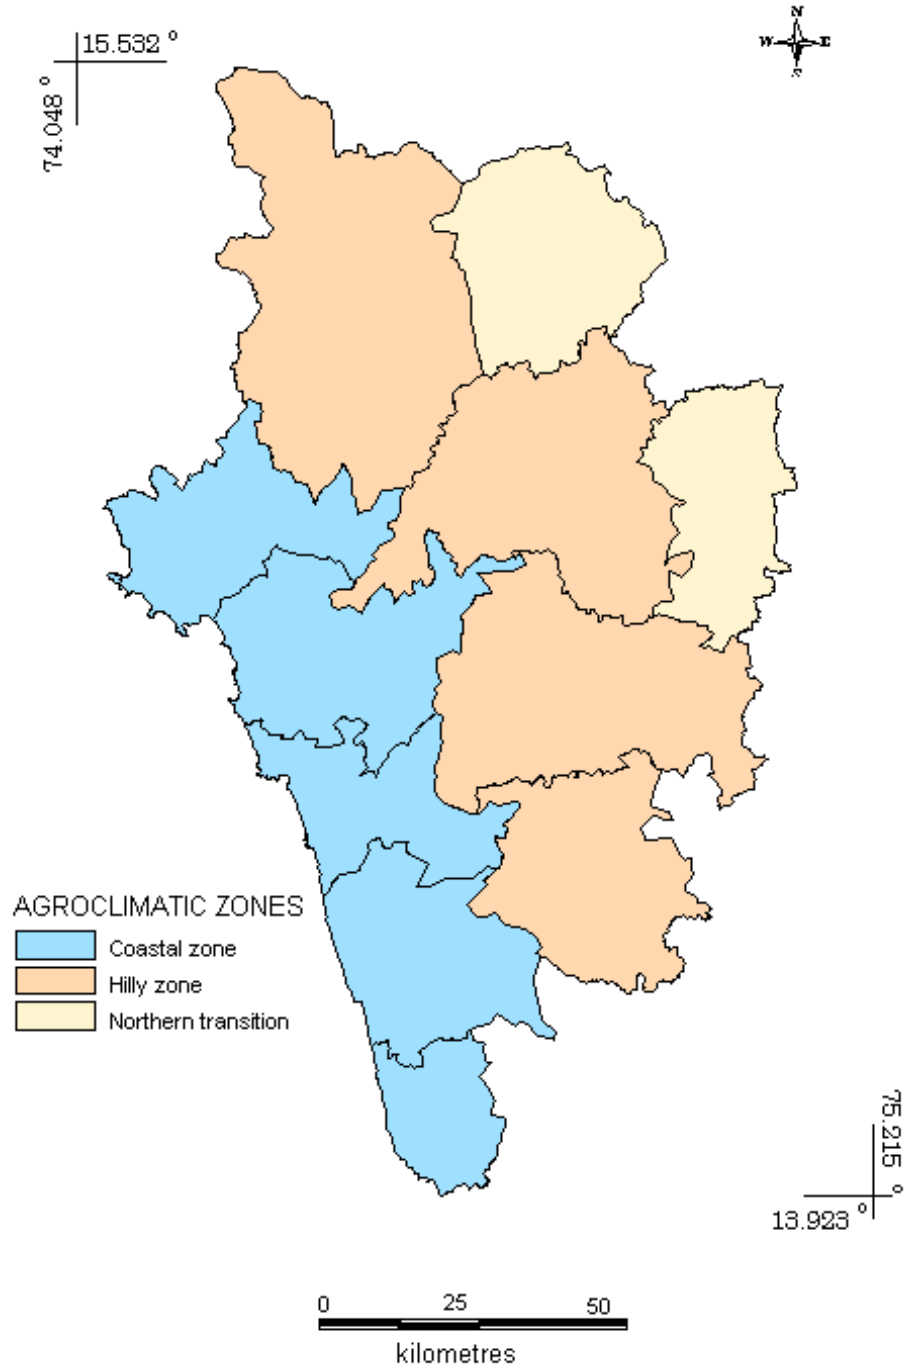 15.532 °
74.048 °
N
W E
AGROCLIMATIC ZONES
Coastal zone
Hilly zone
Northern transition
75.215 °
13.923 °
0 25 50
kilometres